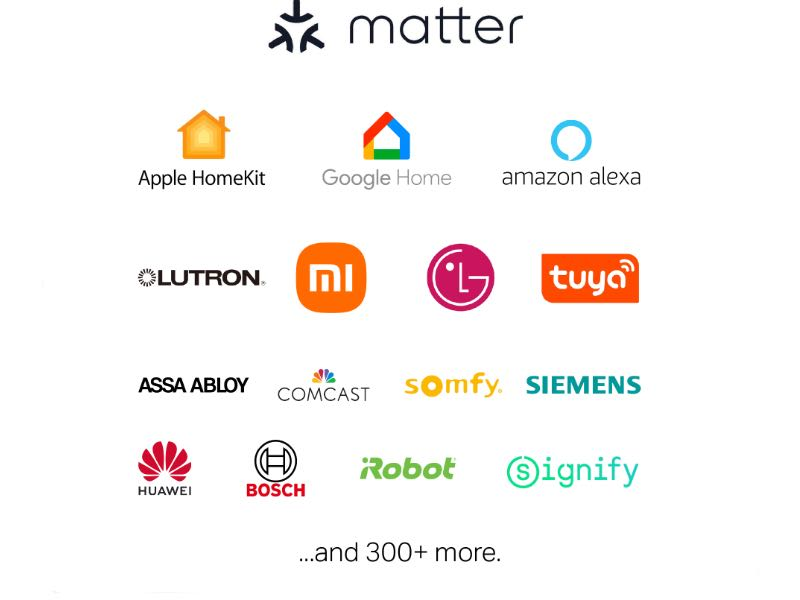 matter
Apple HomeKit
Google Home
amazon alexa
LUTRON®
mi
LG
tuya
ASSA ABLOY
COMCAST
somfy®
SIEMENS
HUAWEI
BOSCH
iRobot®
signify
...and 300+ more.